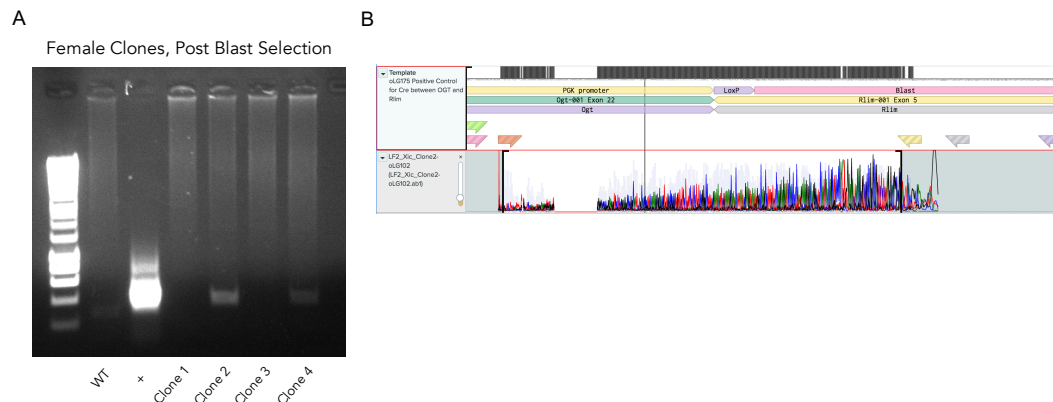 A
B
Female Clones, Post Blast Selection
WT
+
Clone 1
Clone 2
Clone 3
Clone 4
Template
oLG175 Positive Control
for Cre between OGT and
Rlim
PGK promoter
LoxP
Blast
Ogt-001 Exon 22
Rlim-001 Exon 5
Ogt
Rlim
LF2_Xic_Clone2-
oLG102
(LF2_Xic_Clone2-
oLG102.ab1)
×